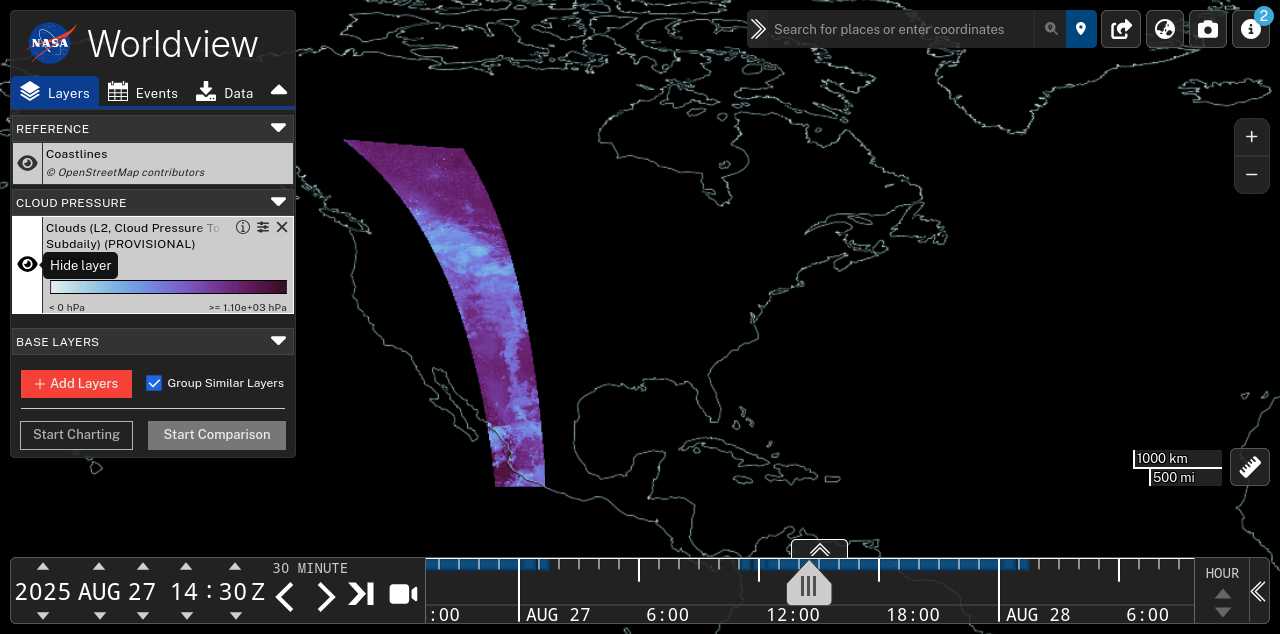 NASA Worldview
Search for places or enter coordinates
2
Layers Events Data
REFERENCE
Coastlines
© OpenStreetMap contributors
CLOUD PRESSURE
Clouds (L2, Cloud Pressure To
Subdaily) (PROVISIONAL)
Hide layer
< 0 hPa >= 1.10e+03 hPa
BASE LAYERS
+ Add Layers Group Similar Layers
Start Charting Start Comparison
+
−
1000 km
500 mi
2025 AUG 27 14 : 30 Z
30 MINUTE
:00 AUG 27 6:00 12:00 18:00 AUG 28 6:00
HOUR